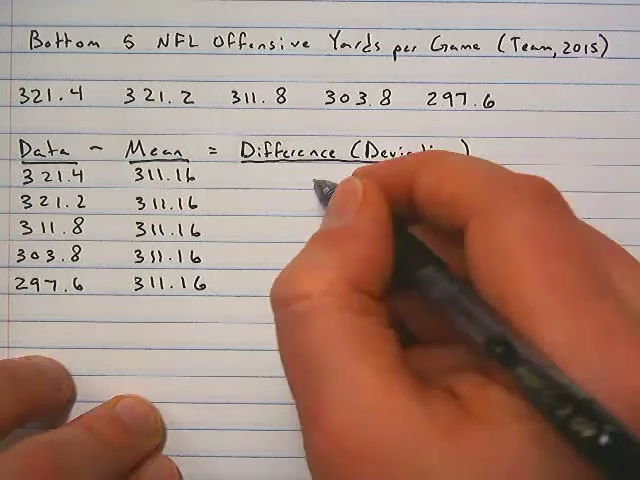 Bottom 5 NFL Offensive Yards per Game (Team, 2015)
321.4 321.2 311.8 303.8 297.6
Data - Mean = Difference
321.4 311.16
321.2 311.16
311.8 311.16
303.8 311.16
297.6 311.16